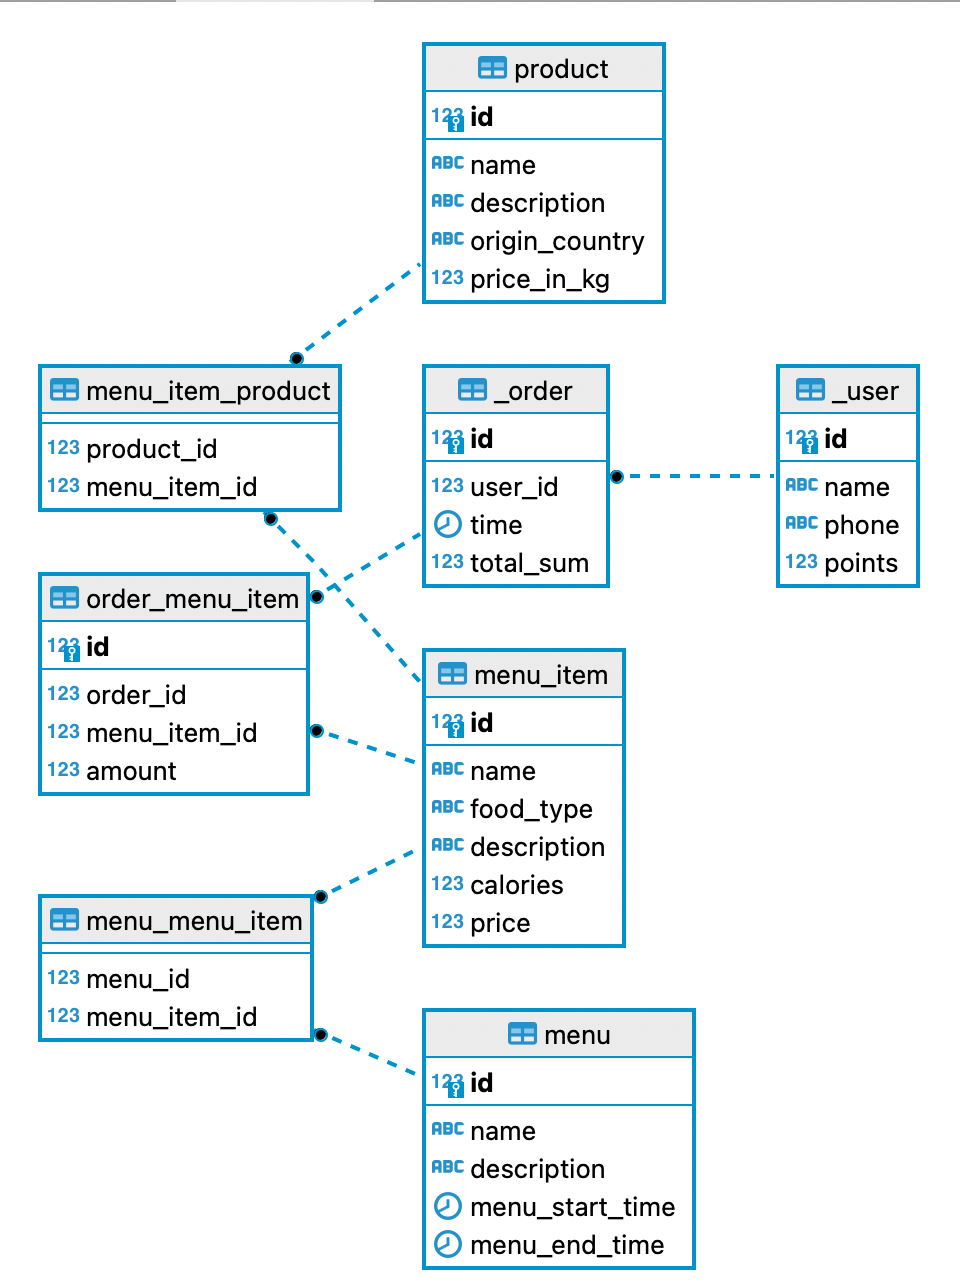 product
123 id
ABC name
ABC description
ABC origin_country
123 price_in_kg
menu_item_product
123 product_id
123 menu_item_id
_order
123 id
123 user_id
time
123 total_sum
_user
123 id
ABC name
ABC phone
123 points
order_menu_item
123 id
123 order_id
123 menu_item_id
123 amount
menu_item
123 id
ABC name
ABC food_type
ABC description
123 calories
123 price
menu_menu_item
123 menu_id
123 menu_item_id
menu
123 id
ABC name
ABC description
menu_start_time
menu_end_time